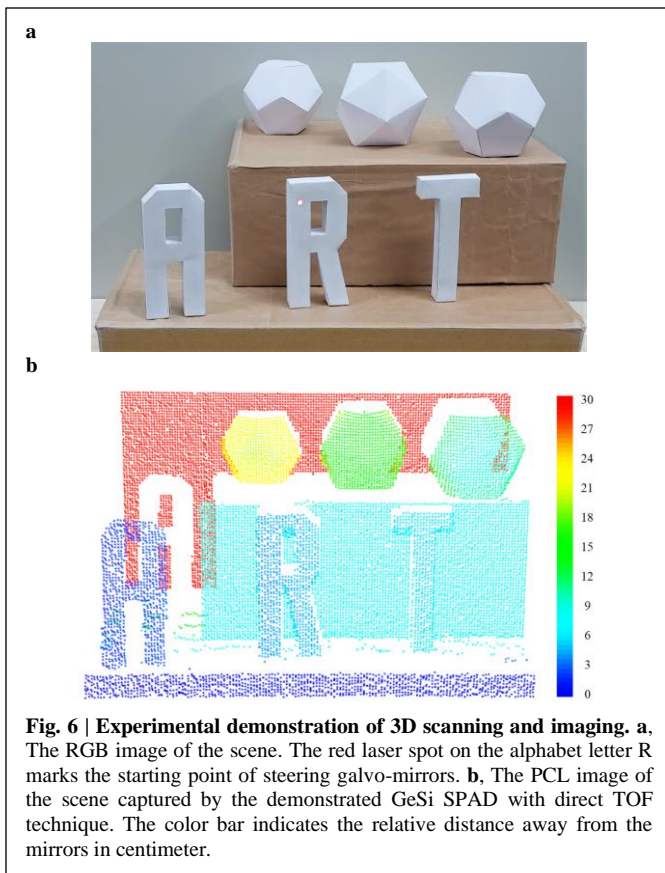 a
A R T
b
30
27
24
21
18
15
12
9
6
3
0
A R T
Fig. 6 | Experimental demonstration of 3D scanning and imaging. a,
The RGB image of the scene. The red laser spot on the alphabet letter R
marks the starting point of steering galvo-mirrors. b, The PCL image of
the scene captured by the demonstrated GeSi SPAD with direct TOF
technique. The color bar indicates the relative distance away from the
mirrors in centimeter.